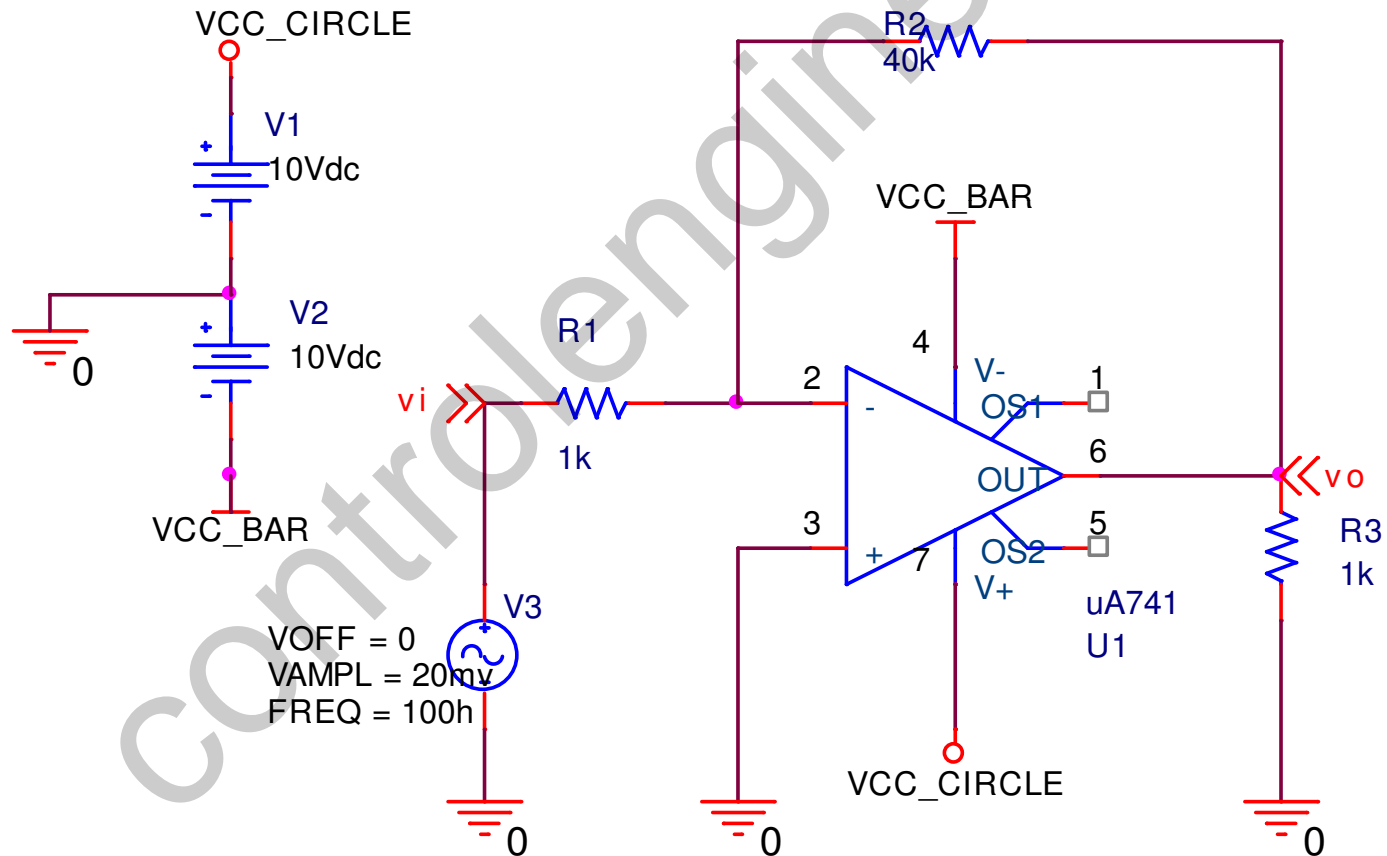 VCC_CIRCLE
V1
10Vdc
+
-
V2
10Vdc
+
0
-
VCC_BAR
vi
R1
1k
V3
+
-
VOFF = 0
VAMPL = 20mv
FREQ = 100h
0
R2
40k
VCC_BAR
4
V-
2
-
OS1
1
6
OUT
vo
3
+
7
OS2
5
V+
uA741
U1
R3
1k
VCC_CIRCLE
0
0
controlengine